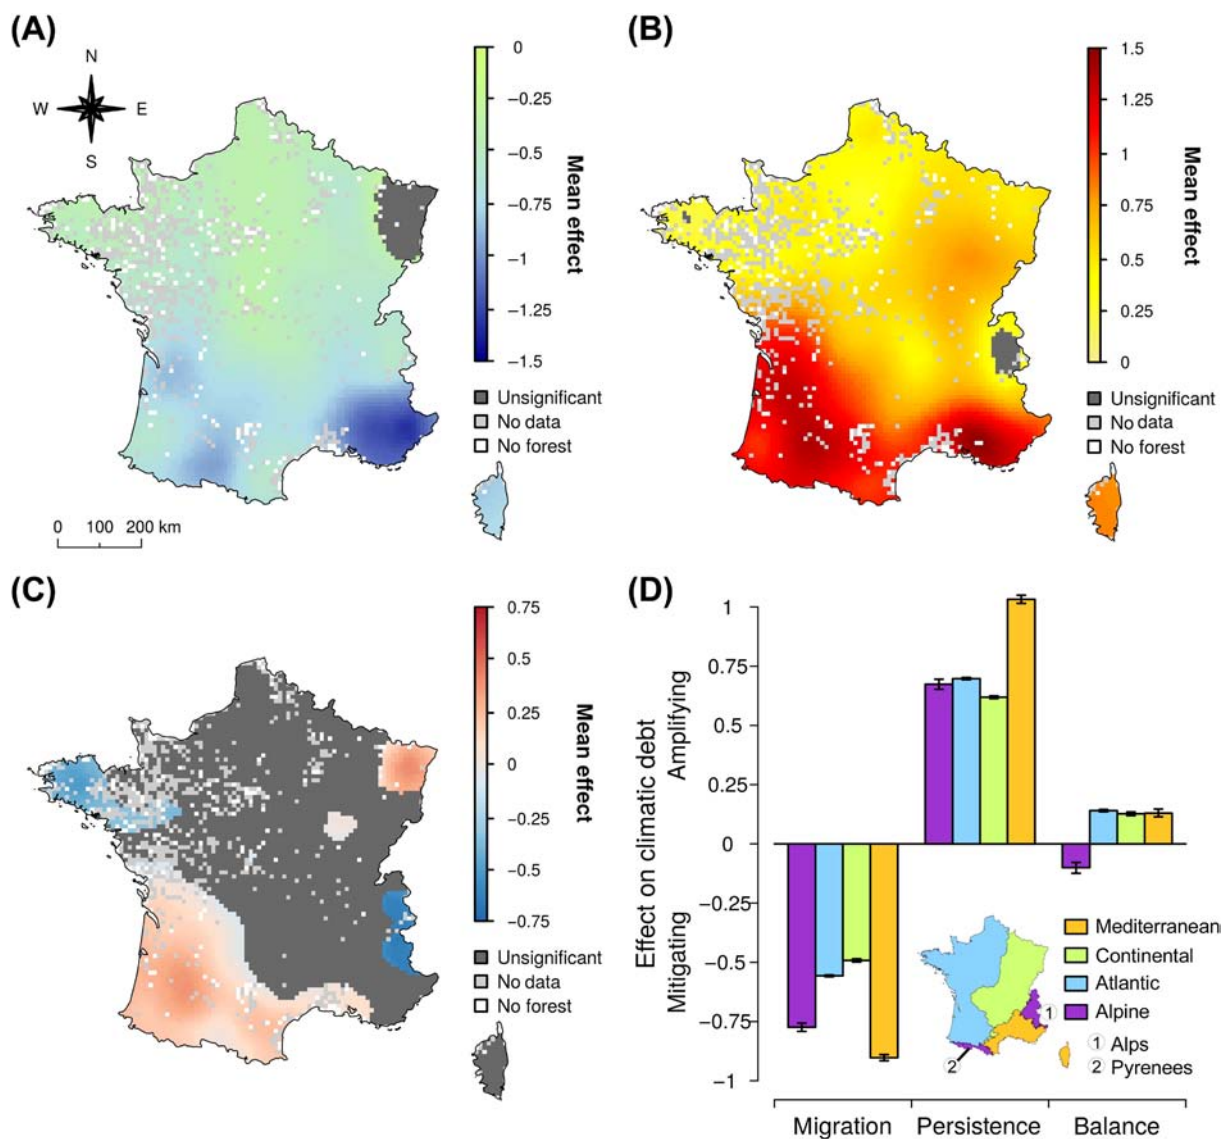 (A)
N
W E
S
0
−0.25
−0.5
−0.75
−1
−1.25
−1.5
Mean effect
Unsignificant
No data
No forest
0 100 200 km
(B)
1.5
1.25
1
0.75
0.5
0.25
0
Mean effect
Unsignificant
No data
No forest
(C)
0.75
0.5
0.25
0
−0.25
−0.5
−0.75
Mean effect
Unsignificant
No data
No forest
(D)
Effect on climatic debt
Amplifying
Mitigating
1
0.75
0.5
0.25
0
−0.25
−0.5
−0.75
−1
Mediterranean
Continental
Atlantic
Alpine
1 Alps
2 Pyrenees
1
2
Migration Persistence Balance